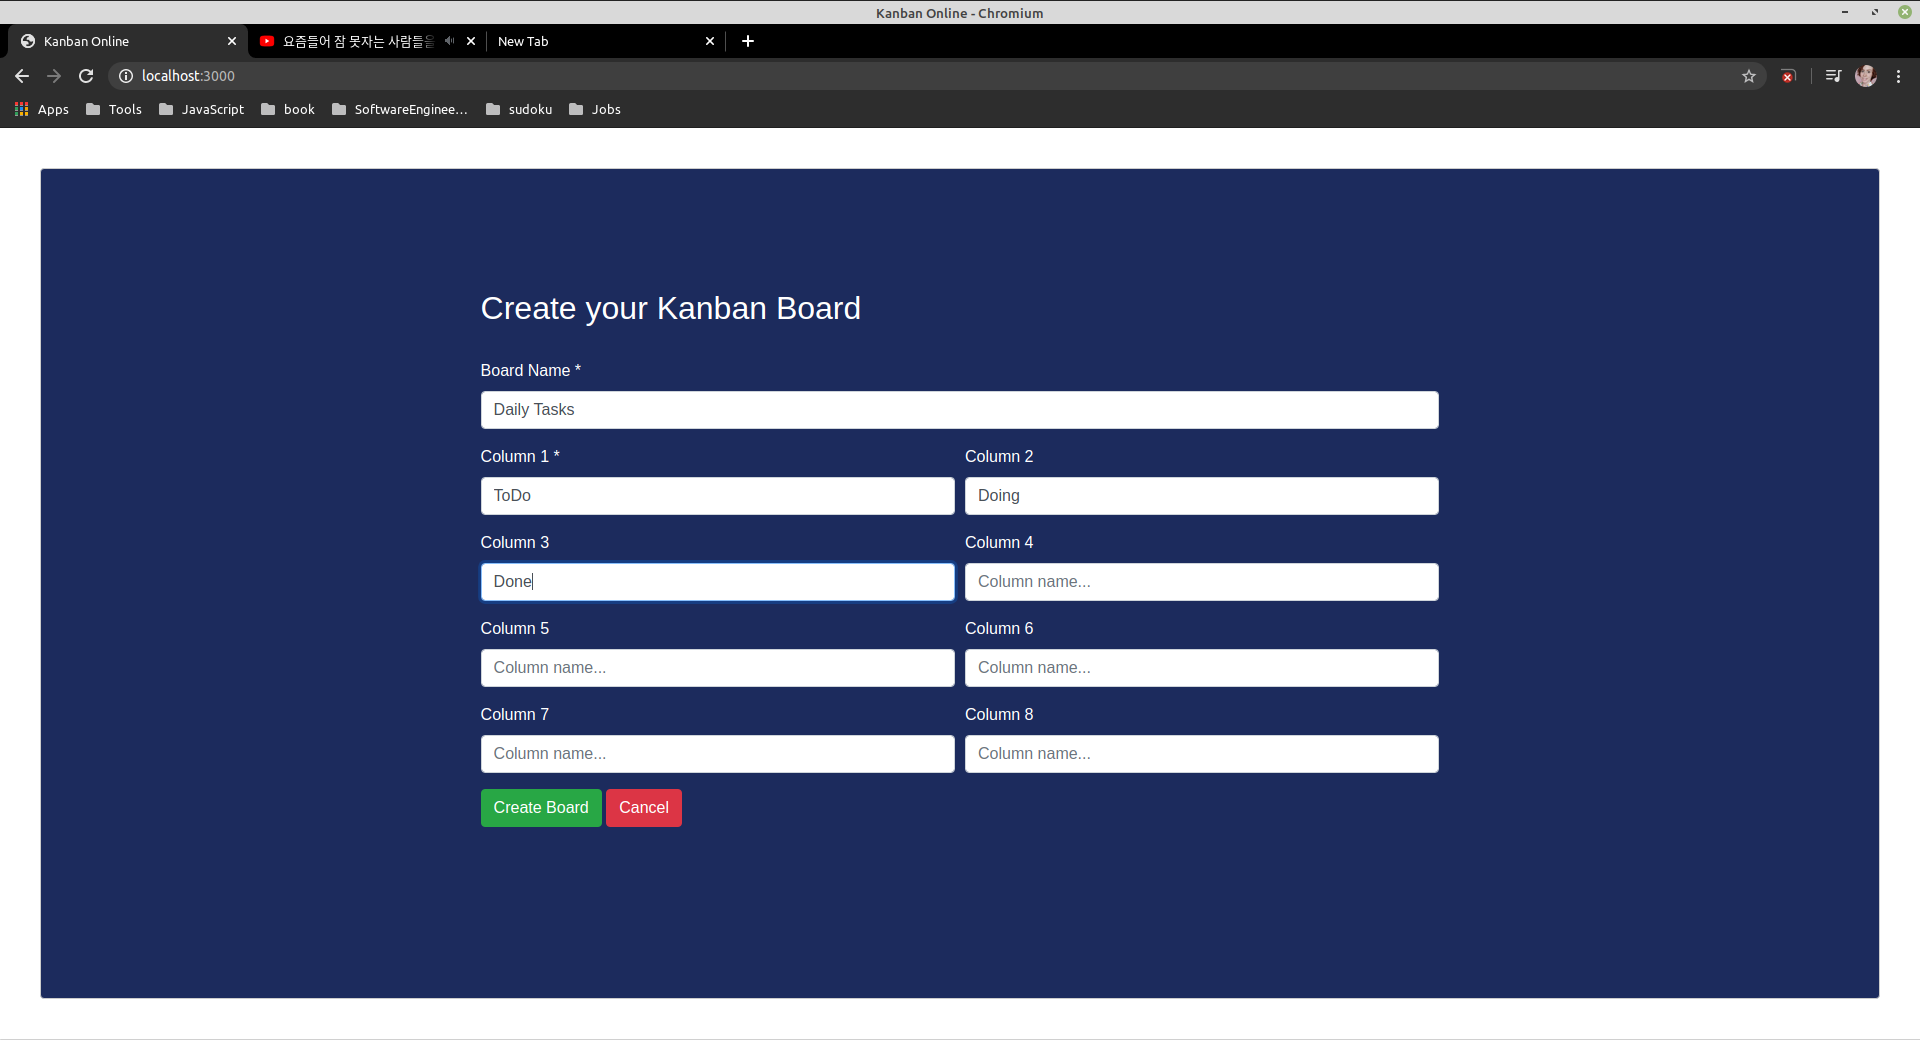 Kanban Online - Chromium
Kanban Online
요즘들어 잠 못자는 사람들을
New Tab
localhost:3000
Apps Tools JavaScript book SoftwareEnginee… sudoku Jobs
Create your Kanban Board
Board Name *
Daily Tasks
Column 1 * Column 2
ToDo Doing
Column 3 Column 4
Done Column name...
Column 5 Column 6
Column name... Column name...
Column 7 Column 8
Column name... Column name...
Create Board Cancel